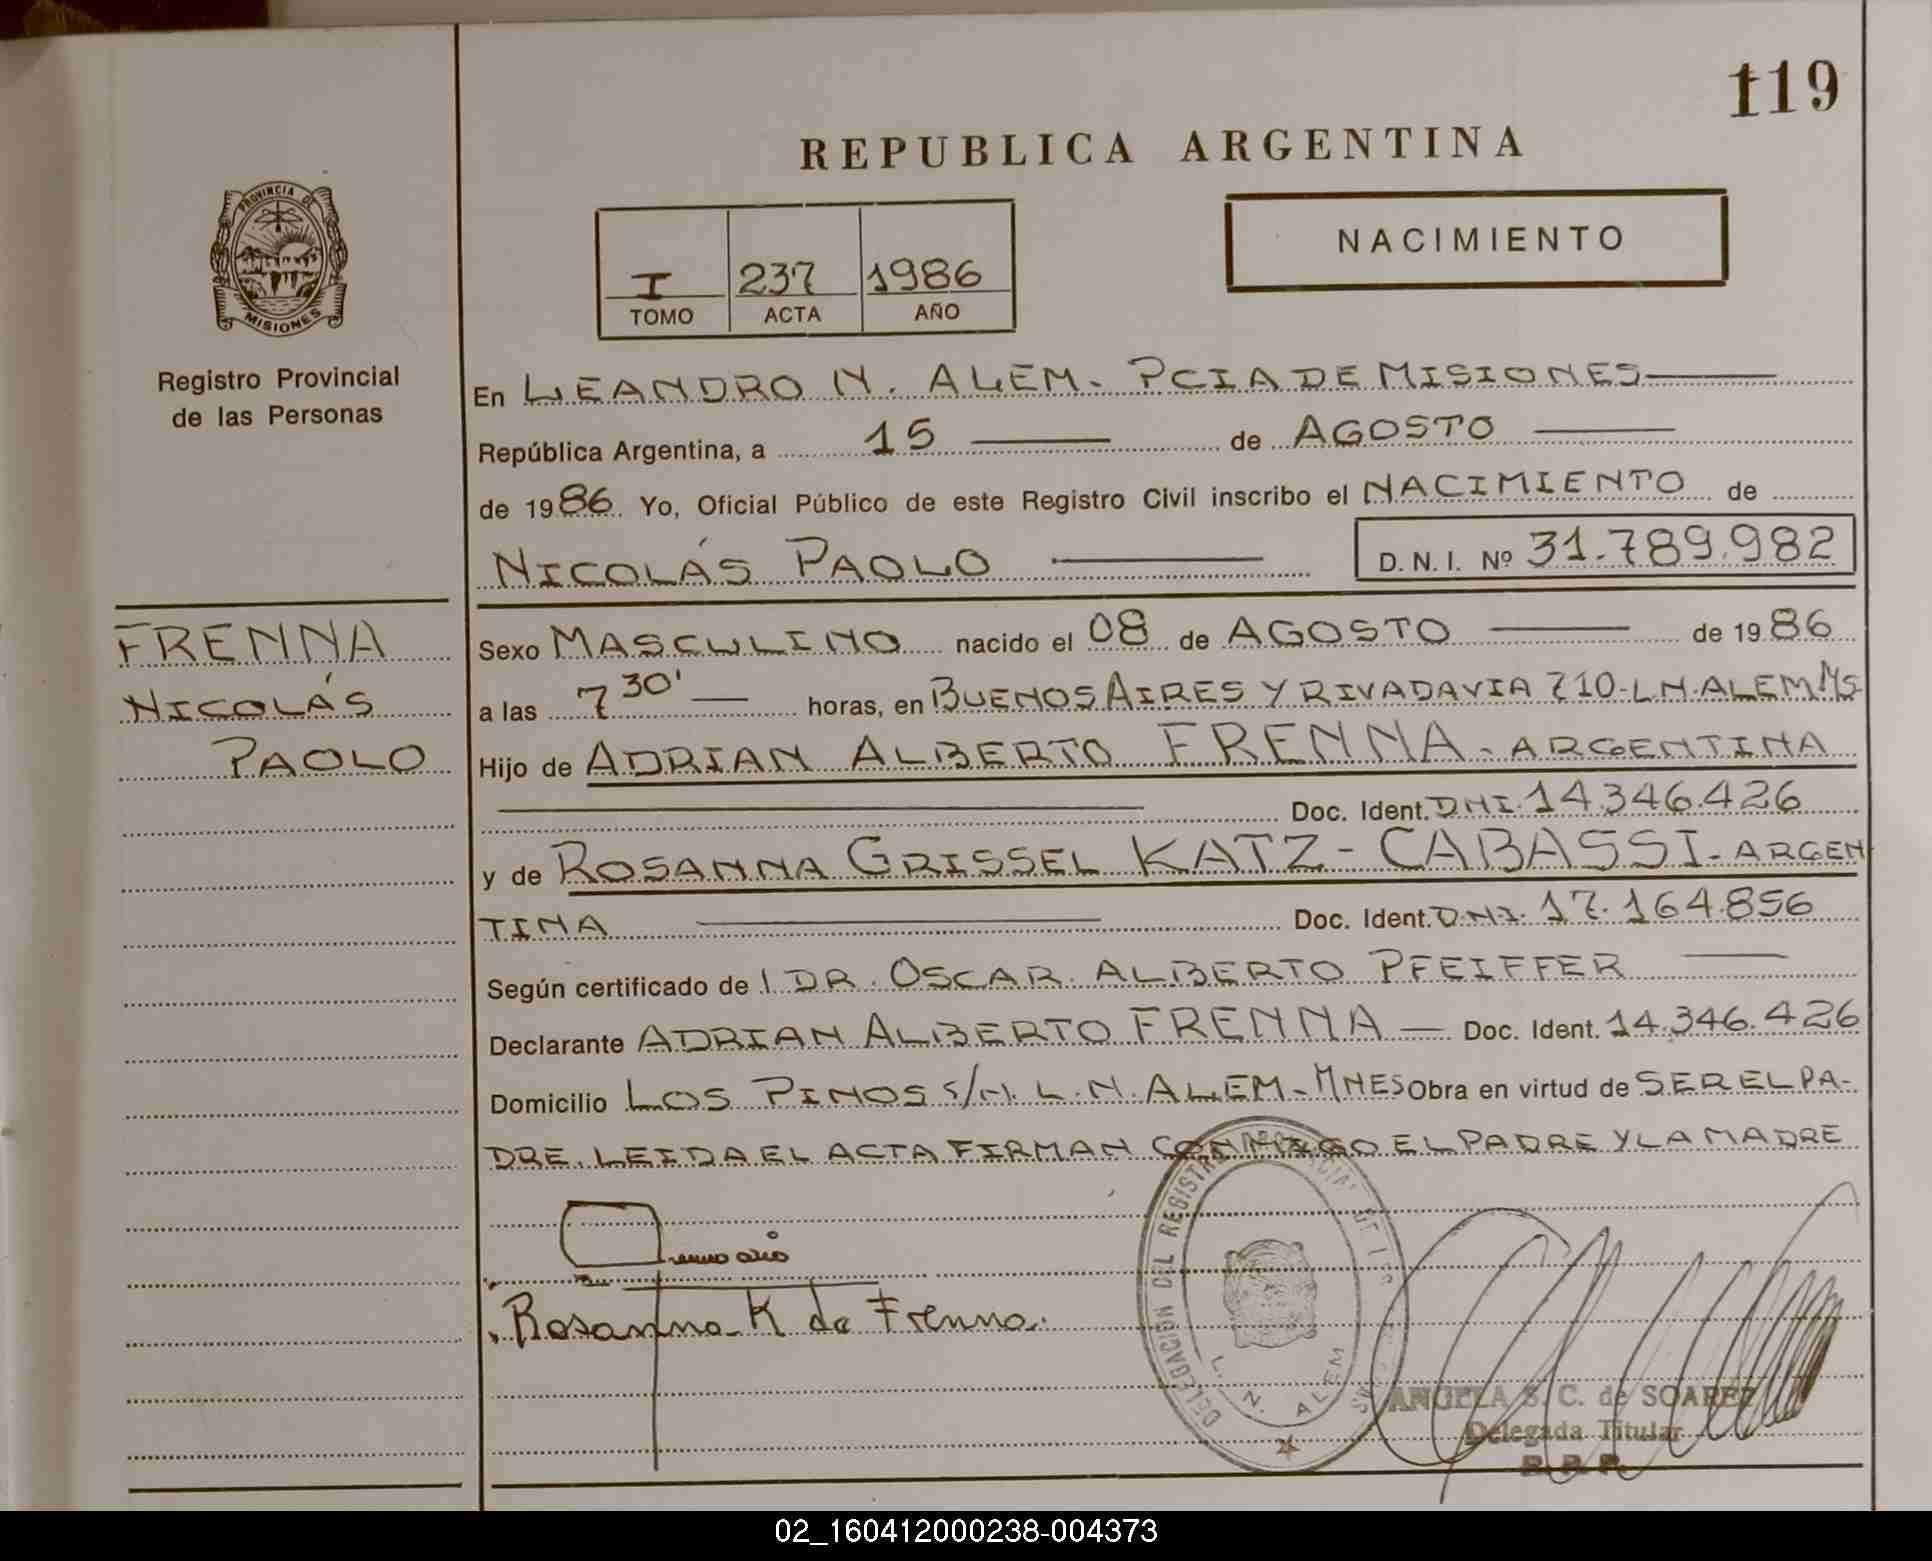 119
REPUBLICA ARGENTINA
PROVINCIA DE
MISIONES
Registro Provincial
de las Personas
NACIMIENTO
I 237 1986
TOMO ACTA AÑO
En LEANDRO N. ALEM. PCIA DE MISIONES
República Argentina, a 15 de AGOSTO
de 1986 Yo, Oficial Público de este Registro Civil inscribo el NACIMIENTO de
NICOLÁS PAOLO D. N. I. Nº 31.789.982
FRENNA
NICOLÁS
PAOLO
Sexo MASCULINO nacido el 08 de AGOSTO de 1986
a las 7 30' horas, en BUENOS AIRES Y RIVADAVIA 710-L N. ALEM MS
Hijo de ADRIAN ALBERTO FRENNA. ARGENTINA
Doc. Ident. DNI. 14.346.426
y de ROSANNA GRISSEL KATZ - CABASSI. ARGEN
TINA Doc. Ident. D.N.I. 17.164.856
Según certificado de l DR. OSCAR ALBERTO PFEIFFER
Declarante ADRIAN ALBERTO FRENNA Doc. Ident. 14.346.426
Domicilio LOS PINOS S/N. L. N. ALEM - MNES Obra en virtud de SER EL PA-
DRE. LEIDA EL ACTA FIRMAN CONMIGO EL PADRE Y LA MADRE
Rosanna K de Frenna.
DELEGACION DEL REGISTRO PROVINCIAL DE LAS
L. N. ALEM
ANGELA S. C. de SOAREZ
Delegada Titular
R. P. P.
02_160412000238-004373